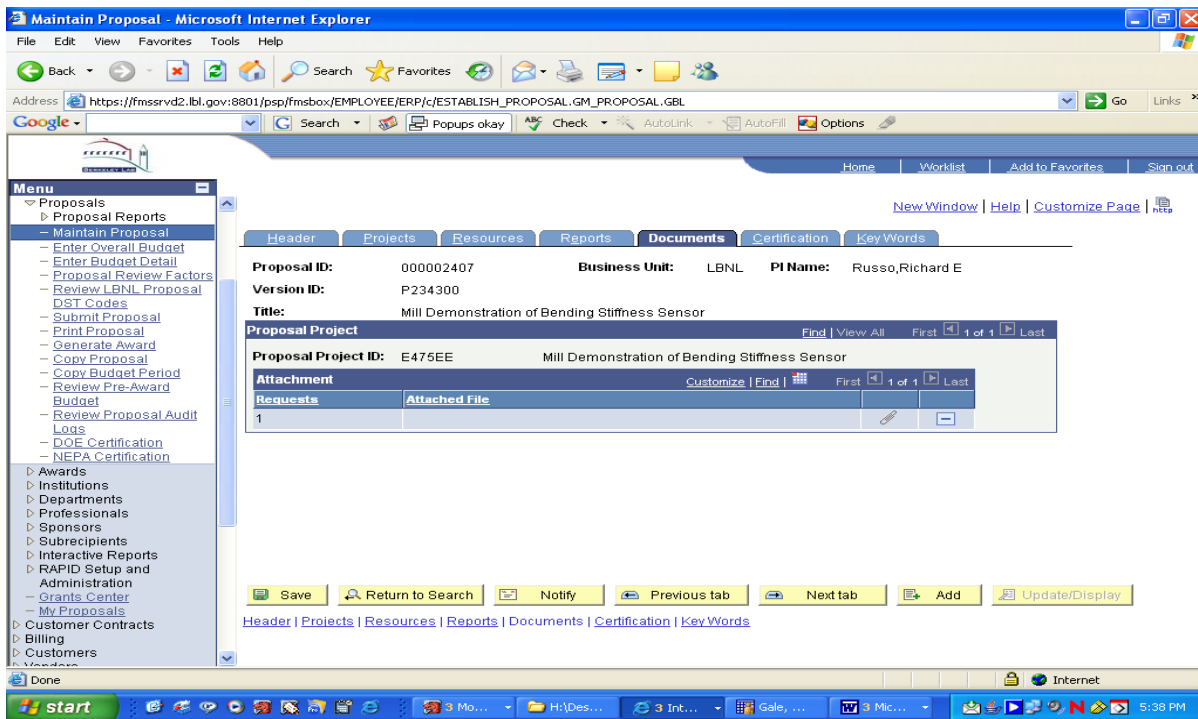 Maintain Proposal - Microsoft Internet Explorer
File Edit View Favorites Tools Help
Back Search Favorites
Address https://fmssrvd2.lbl.gov:8801/psp/fmsbox/EMPLOYEE/ERP/c/ESTABLISH_PROPOSAL.GM_PROPOSAL.GBL Go Links »
Google Search Popups okay ABC Check AutoLink AutoFill Options
BERKELEY LAB
Home Worklist Add to Favorites Sign out
Menu
Proposals
Proposal Reports
– Maintain Proposal
– Enter Overall Budget
– Enter Budget Detail
– Proposal Review Factors
– Review LBNL Proposal
DST Codes
– Submit Proposal
– Print Proposal
– Generate Award
– Copy Proposal
– Copy Budget Period
– Review Pre-Award
Budget
– Review Proposal Audit
Logs
– DOE Certification
– NEPA Certification
Awards
Institutions
Departments
Professionals
Sponsors
Subrecipients
Interactive Reports
RAPID Setup and
Administration
– Grants Center
– My Proposals
Customer Contracts
Billing
Customers
Vendors
New Window | Help | Customize Page | http
Header Projects Resources Reports Documents Certification Key Words
Proposal ID: 000002407 Business Unit: LBNL PI Name: Russo,Richard E
Version ID: P234300
Title: Mill Demonstration of Bending Stiffness Sensor
Proposal Project Find | View All First 1 of 1 Last
Proposal Project ID: E475EE Mill Demonstration of Bending Stiffness Sensor
Attachment Customize | Find | First 1 of 1 Last
Requests Attached File
1
Save Return to Search Notify Previous tab Next tab Add Update/Display
Header | Projects | Resources | Reports | Documents | Certification | Key Words
Done Internet
start 3 Mo... H:\Des... 3 Int... Gale, ... 3 Mic... 5:38 PM